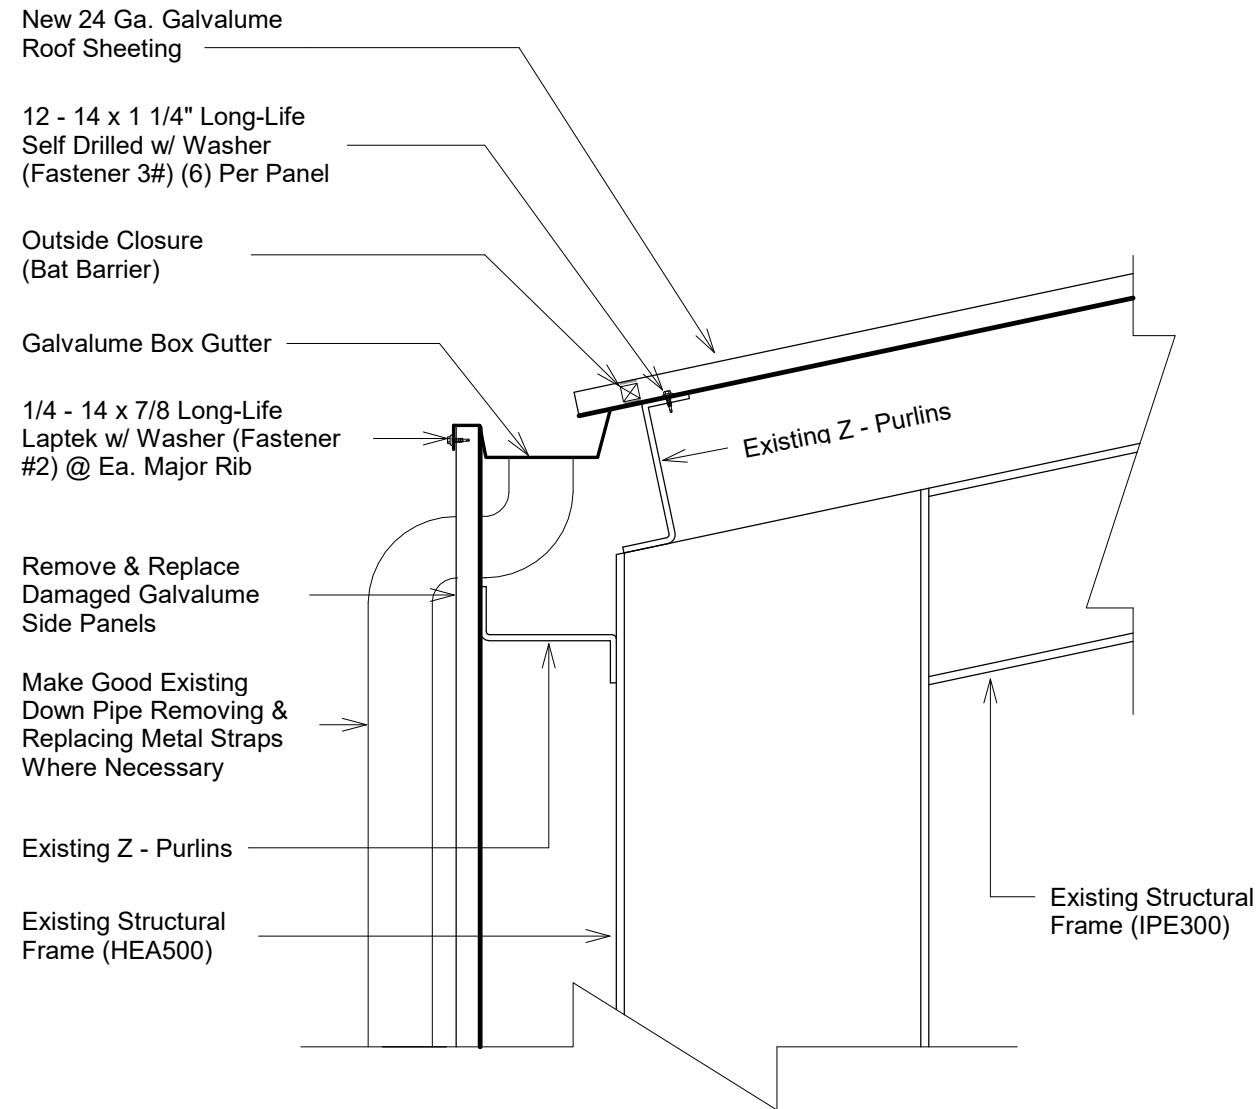 New 24 Ga. Galvalume
Roof Sheeting
12 - 14 x 1 1/4" Long-Life
Self Drilled w/ Washer
(Fastener 3#) (6) Per Panel
Outside Closure
(Bat Barrier)
Galvalume Box Gutter
1/4 - 14 x 7/8 Long-Life
Laptek w/ Washer (Fastener
#2) @ Ea. Major Rib
Existing Z - Purlins
Remove & Replace
Damaged Galvalume
Side Panels
Make Good Existing
Down Pipe Removing &
Replacing Metal Straps
Where Necessary
Existing Z - Purlins
Existing Structural
Frame (HEA500)
Existing Structural
Frame (IPE300)